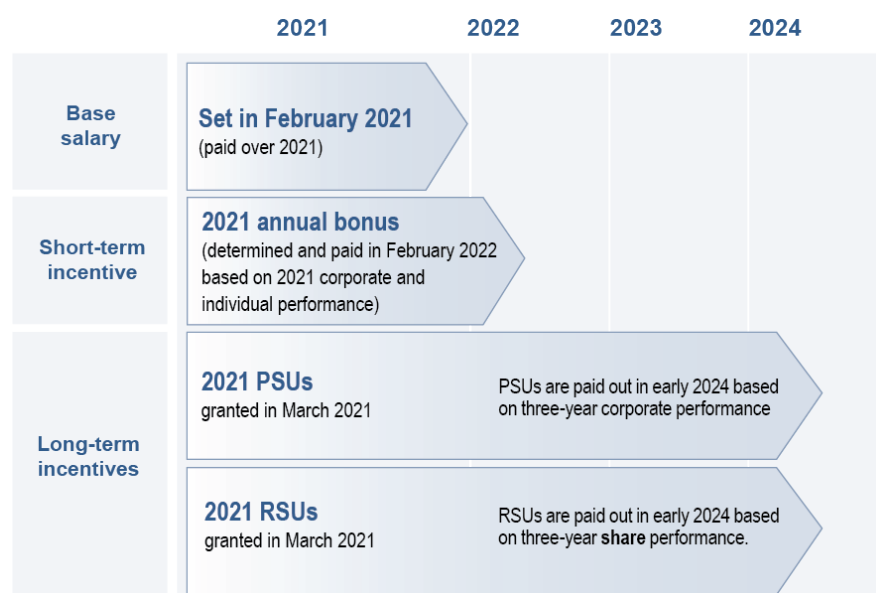 2021 2022 2023 2024
Base
salary
Set in February 2021
(paid over 2021)
Short-term
incentive
2021 annual bonus
(determined and paid in February 2022
based on 2021 corporate and
individual performance)
Long-term
incentives
2021 PSUs
granted in March 2021
PSUs are paid out in early 2024 based
on three-year corporate performance
2021 RSUs
granted in March 2021
RSUs are paid out in early 2024 based
on three-year share performance.